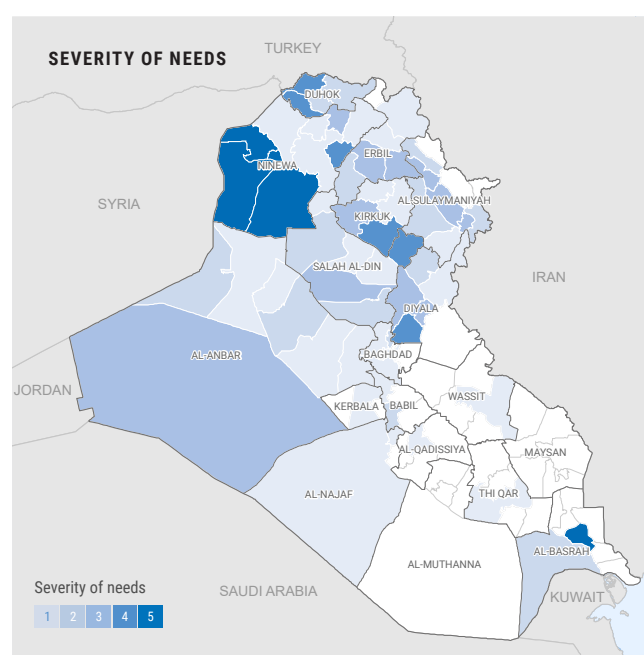 TURKEY
SEVERITY OF NEEDS
DUHOK
ERBIL
NINEWA
AL-SULAYMANIYAH
SYRIA
KIRKUK
SALAH AL-DIN
IRAN
DIYALA
AL-ANBAR
BAGHDAD
JORDAN
KERBALA
BABIL
WASSIT
AL-QADISSIYA
MAYSAN
AL-NAJAF
THI QAR
AL-BASRAH
AL-MUTHANNA
Severity of needs
SAUDI ARABIA
KUWAIT
1 2 3 4 5